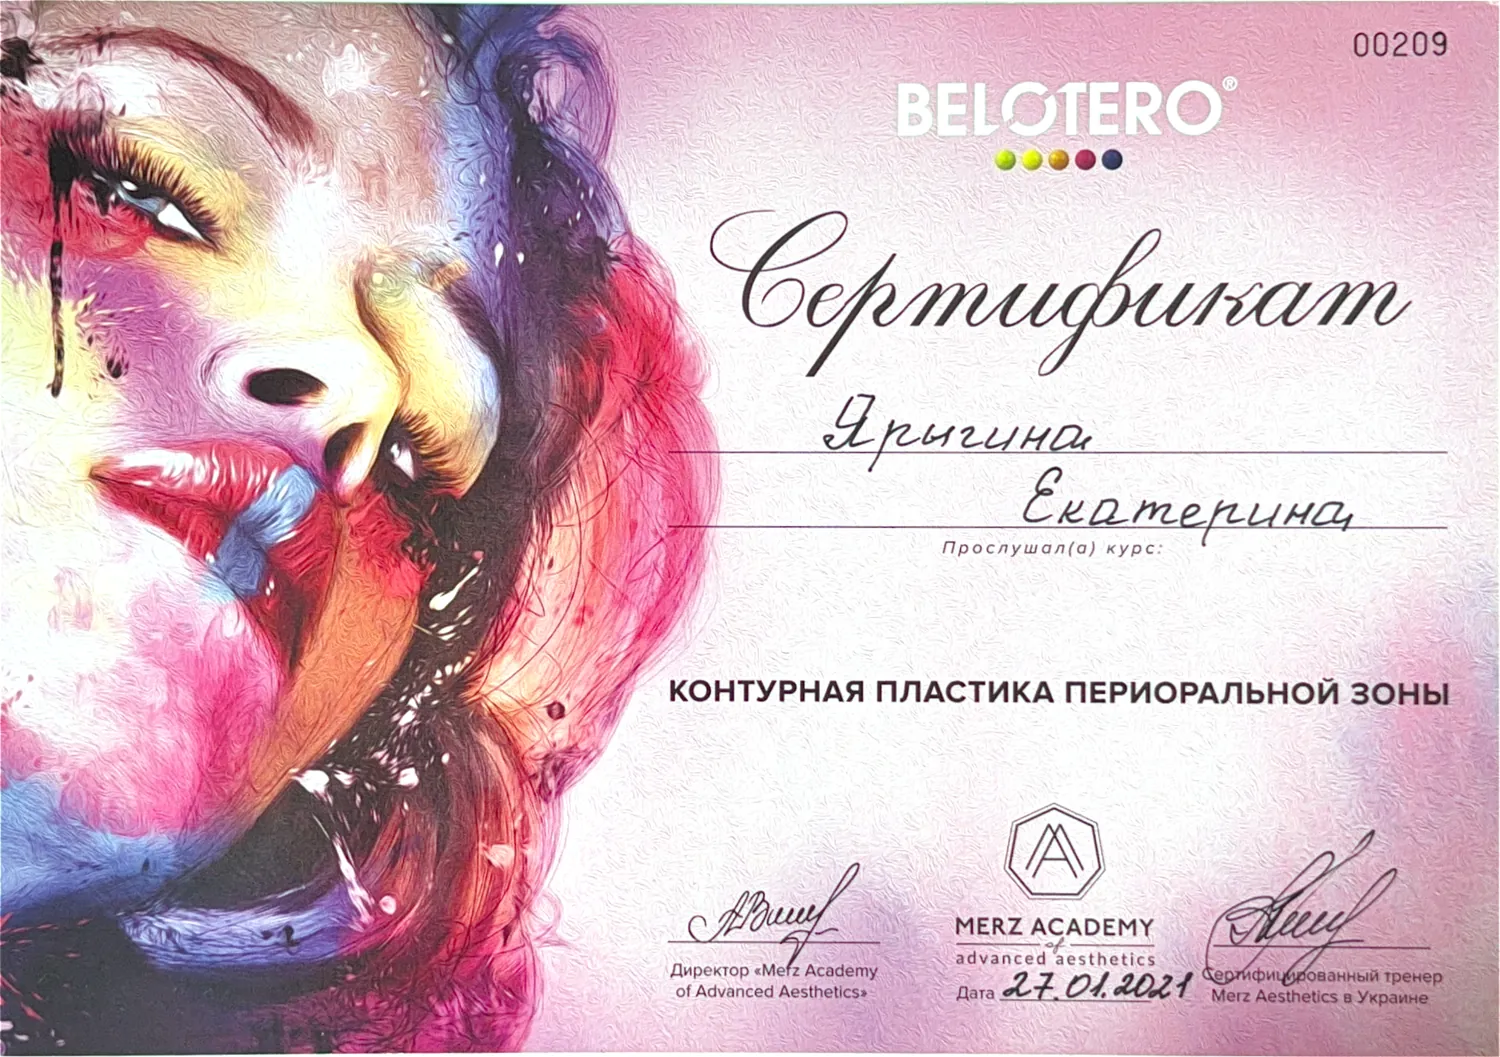 00209
BELOTERO®
Сертификат
Ярыгина
Екатерина
Прослушал(а) курс:
КОНТУРНАЯ ПЛАСТИКА ПЕРИОРАЛЬНОЙ ЗОНЫ
Директор «Merz Academy
of Advanced Aesthetics»
MERZ ACADEMY
of
advanced aesthetics
Дата 27.01.2021
Сертифицированный тренер
Merz Aesthetics в Украине